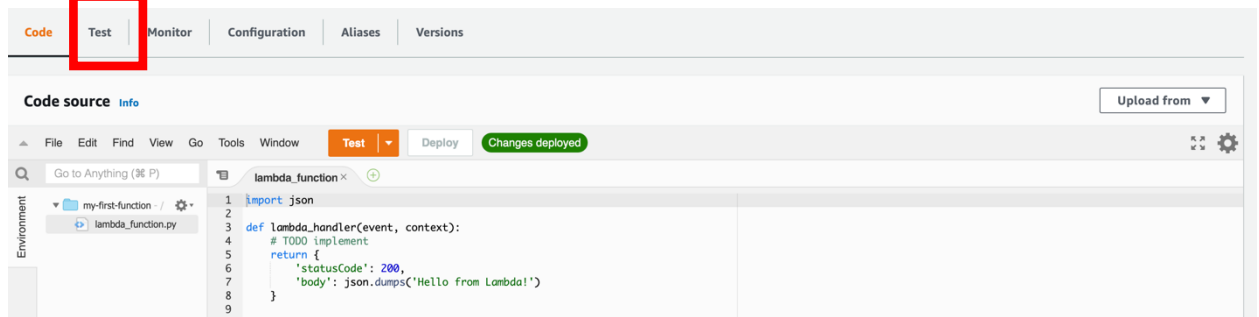 Code Test Monitor Configuration Aliases Versions
Code source Info Upload from ▼
File Edit Find View Go Tools Window Test Deploy Changes deployed
Go to Anything (⌘ P) lambda_function ×
Environment
my-first-function - /
lambda_function.py
1 import json
2
3 def lambda_handler(event, context):
4     # TODO implement
5     return {
6         'statusCode': 200,
7         'body': json.dumps('Hello from Lambda!')
8     }
9